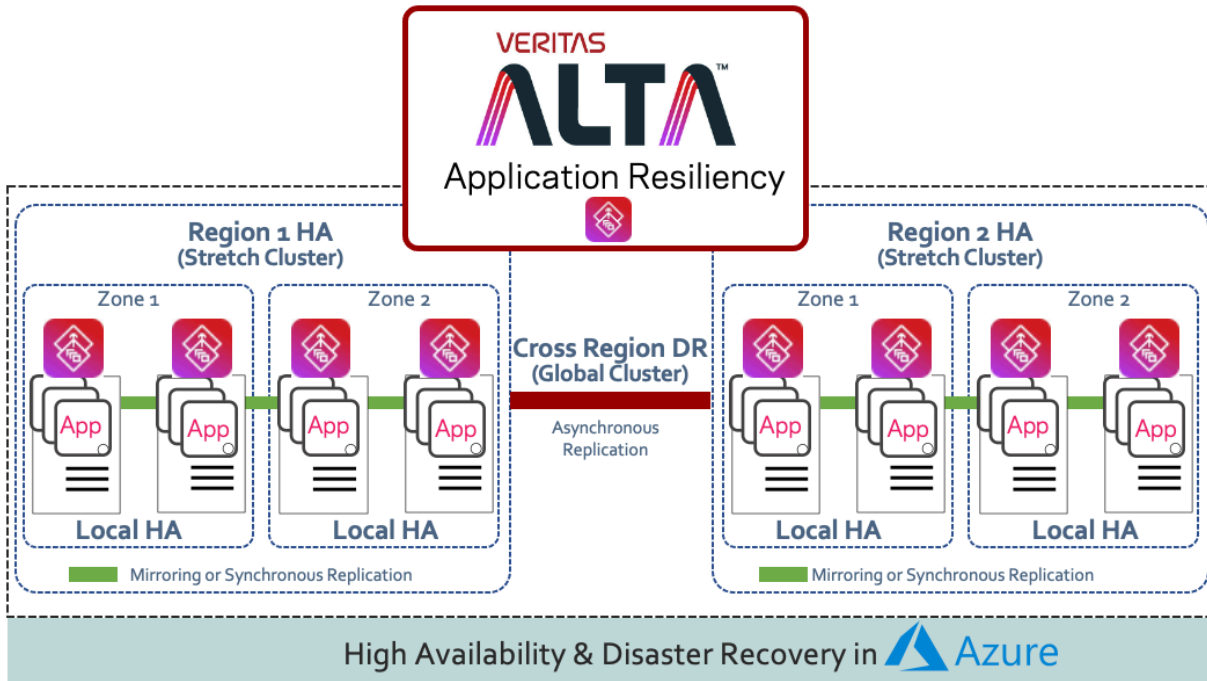 VERITAS
ALTA™
Application Resiliency
Region 1 HA
(Stretch Cluster)
Zone 1
Zone 2
App
App
App
App
Local HA
Local HA
Mirroring or Synchronous Replication
Cross Region DR
(Global Cluster)
Asynchronous
Replication
Region 2 HA
(Stretch Cluster)
Zone 1
Zone 2
App
App
App
App
Local HA
Local HA
Mirroring or Synchronous Replication
High Availability & Disaster Recovery in Azure